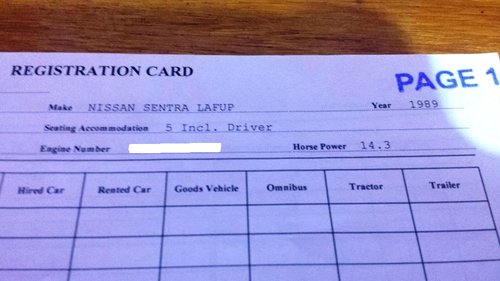 REGISTRATION CARD
PAGE 1
Make NISSAN SENTRA LAFUP Year 1989
Seating Accommodation 5 Incl. Driver
Engine Number Horse Power 14.3
Hired Car Rented Car Goods Vehicle Omnibus Tractor Trailer